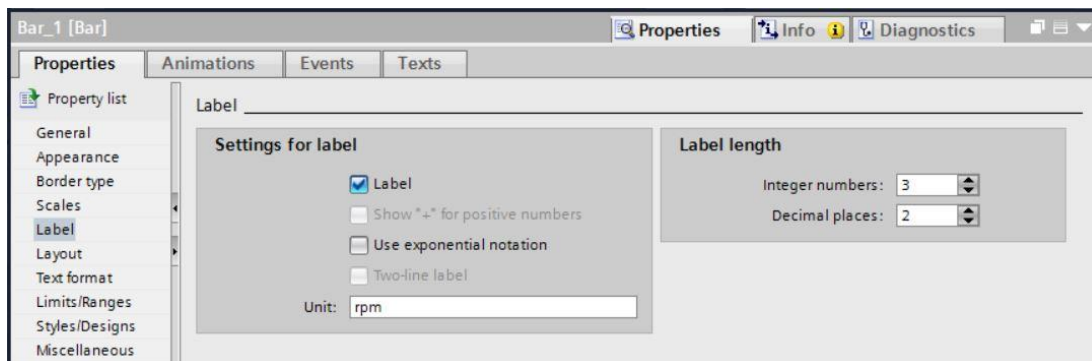 Bar_1 [Bar]
Properties
Info
Diagnostics
Properties
Animations
Events
Texts
Property list
General
Appearance
Border type
Scales
Label
Layout
Text format
Limits/Ranges
Styles/Designs
Miscellaneous
Label
Settings for label
Label
Show "+" for positive numbers
Use exponential notation
Two-line label
Unit: rpm
Label length
Integer numbers: 3
Decimal places: 2